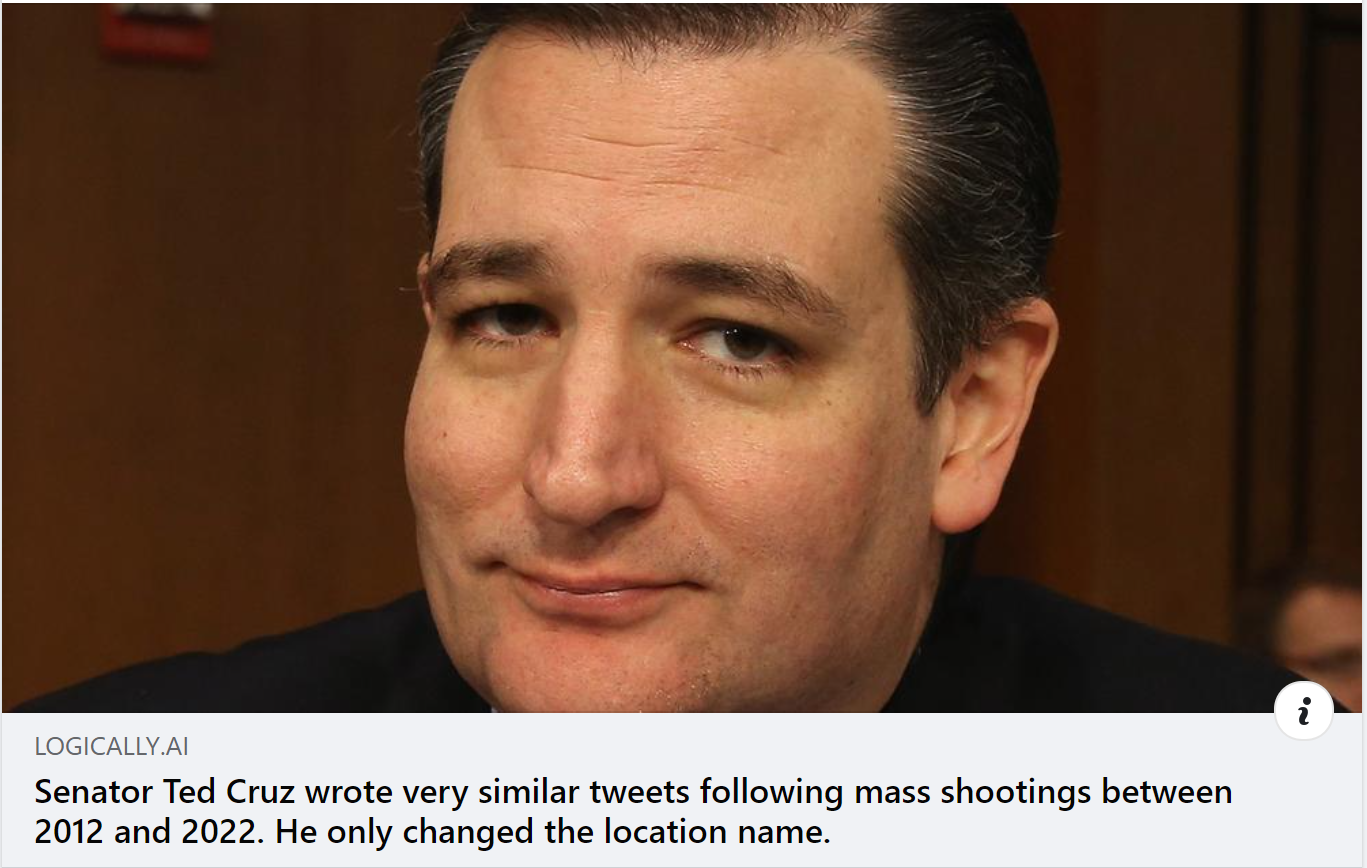 LOGICALLY.AI
Senator Ted Cruz wrote very similar tweets following mass shootings between
2012 and 2022. He only changed the location name.